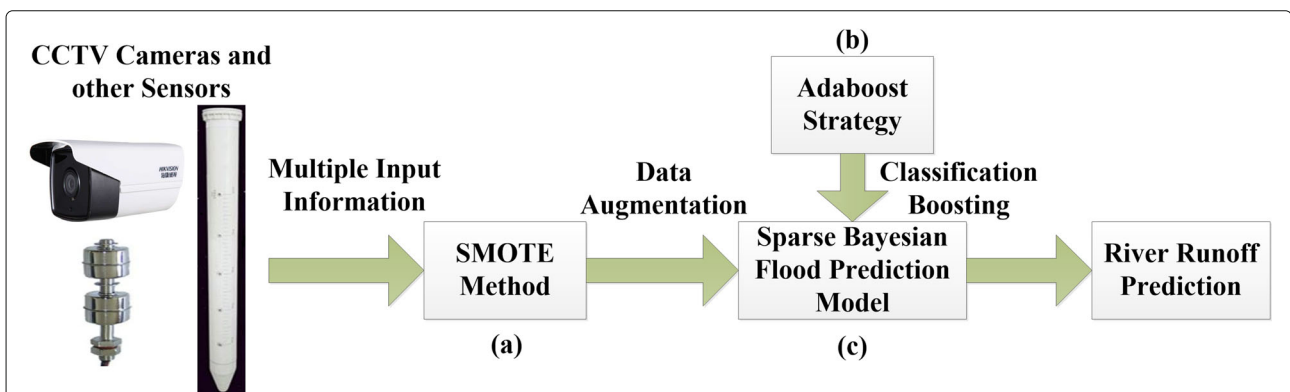 CCTV Cameras and
other Sensors
HIKVISION
Multiple Input
Information
SMOTE
Method
(a)
Data
Augmentation
(b)
Adaboost
Strategy
Classification
Boosting
Sparse Bayesian
Flood Prediction
Model
(c)
River Runoff
Prediction